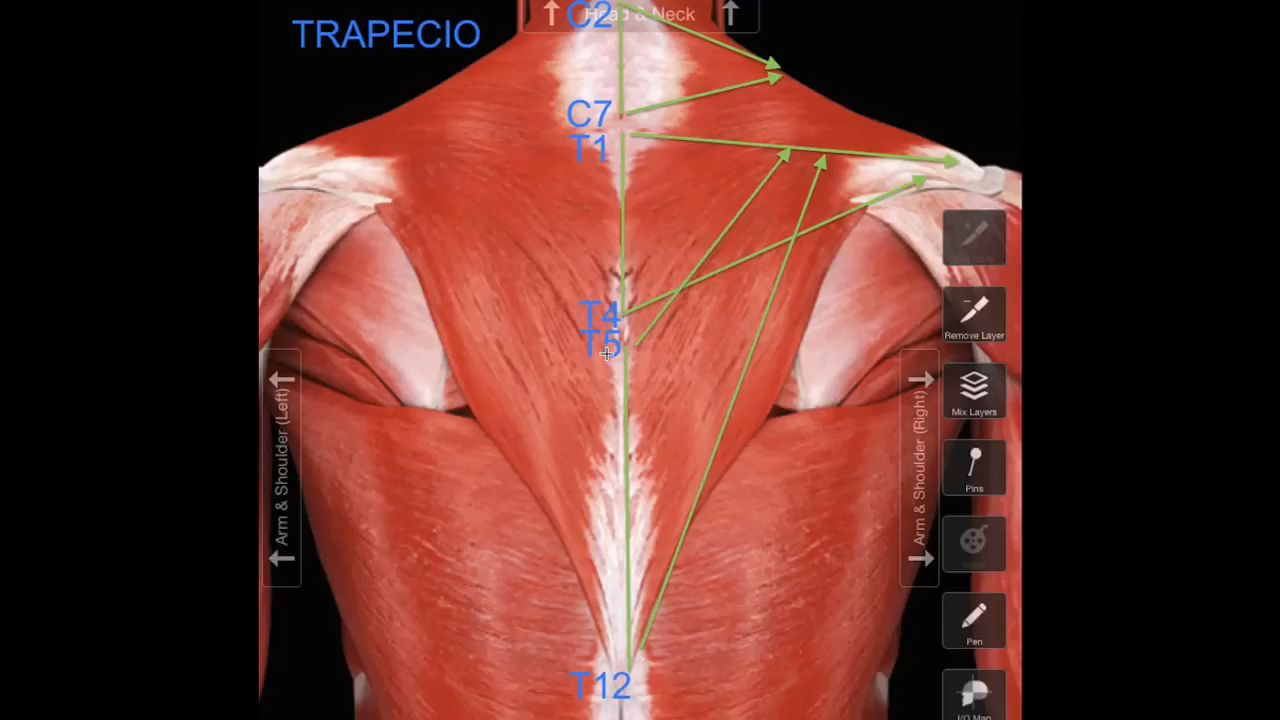 TRAPECIO
C2
Head & Neck
C7
T1
T4
T5
T12
Arm & Shoulder (Left)
Arm & Shoulder (Right)
Remove Layer
Mix Layers
Pins
Pen